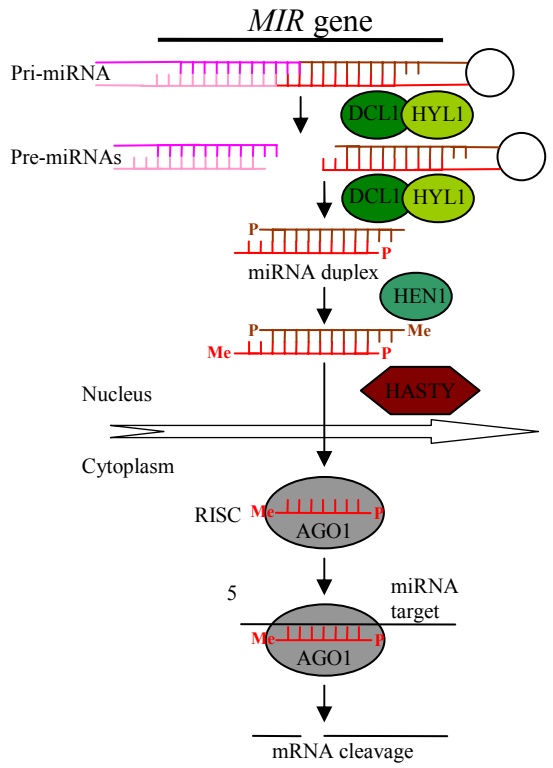 MIR gene
Pri-miRNA
DCL1 HYL1
Pre-miRNAs
DCL1 HYL1
P
P
miRNA duplex
HEN1
P Me
Me P
HASTY
Nucleus
Cytoplasm
RISC Me P
AGO1
5 miRNA
target
Me P
AGO1
mRNA cleavage